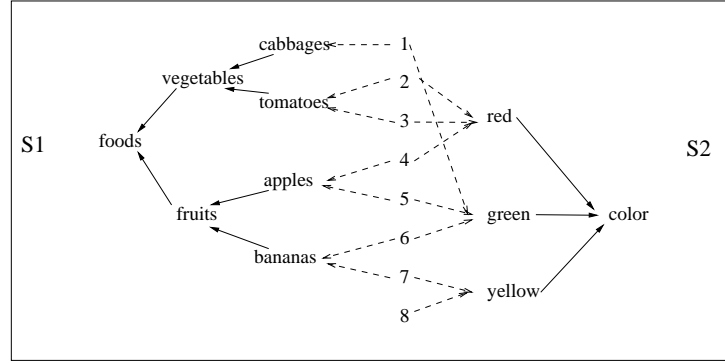 cabbages 1
vegetables 2
tomatoes
3 red
S1 foods S2
4
apples
5
fruits green color
6
bananas
7
yellow
8